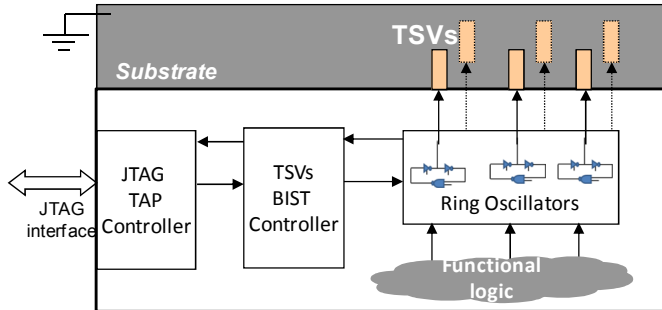 TSVs
Substrate
JTAG
TAP
Controller
TSVs
BIST
Controller
Ring Oscillators
JTAG
interface
Functional
logic